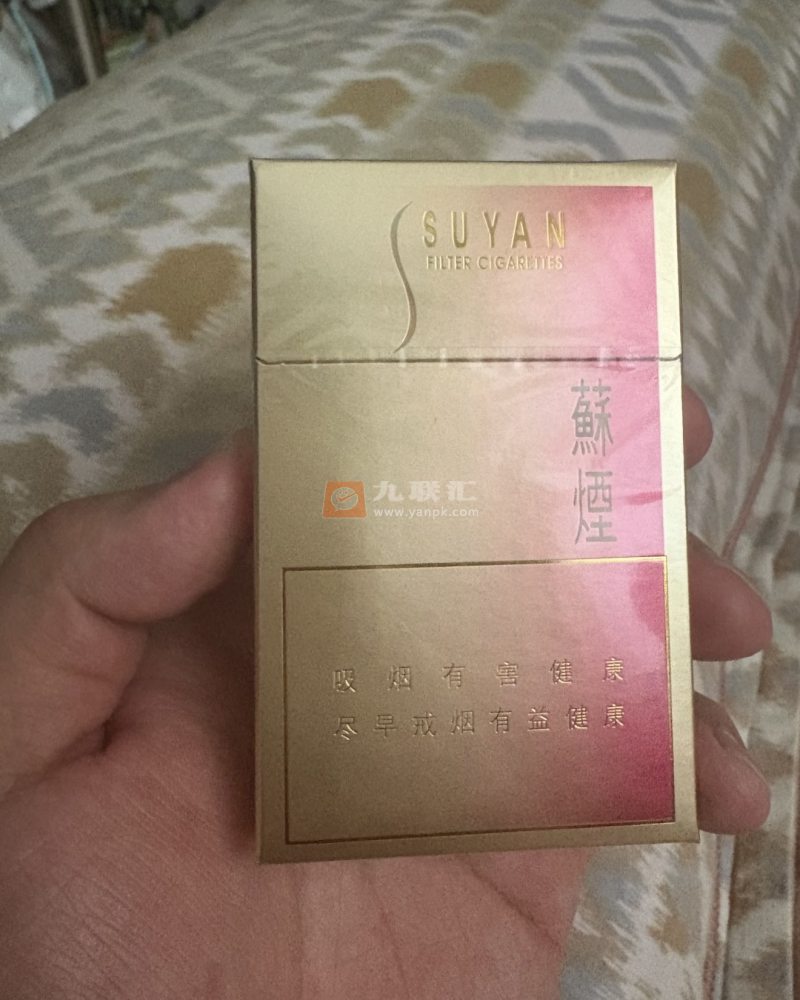 SUYAN
FILTER CIGARETTES
蘇煙
九联汇
www.yanpk.com
吸烟有害健康
尽早戒烟有益健康